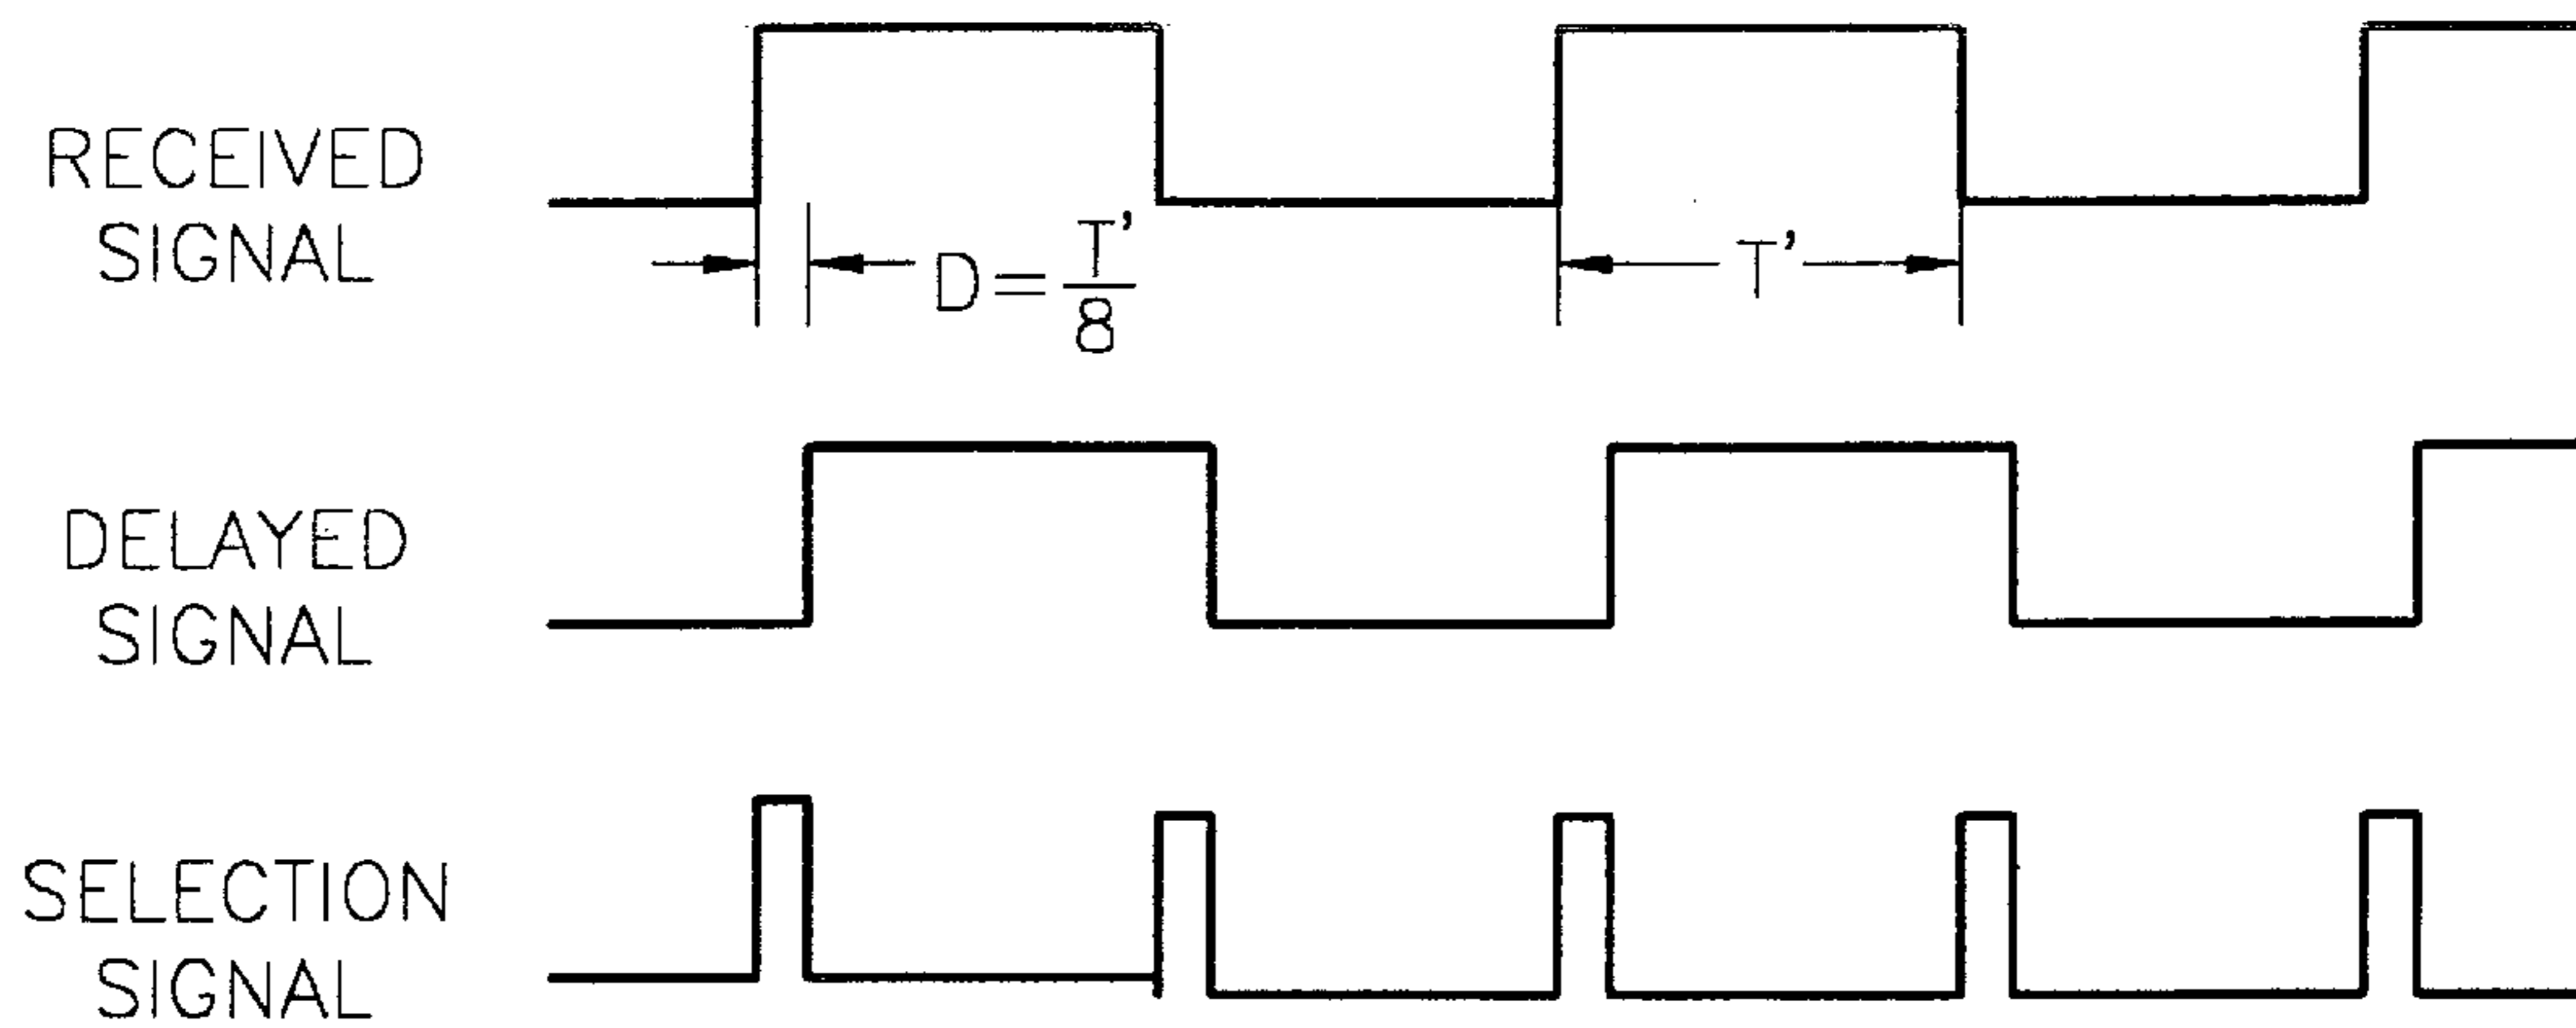 RECEIVED
SIGNAL
D = T'/8
T'
DELAYED
SIGNAL
SELECTION
SIGNAL